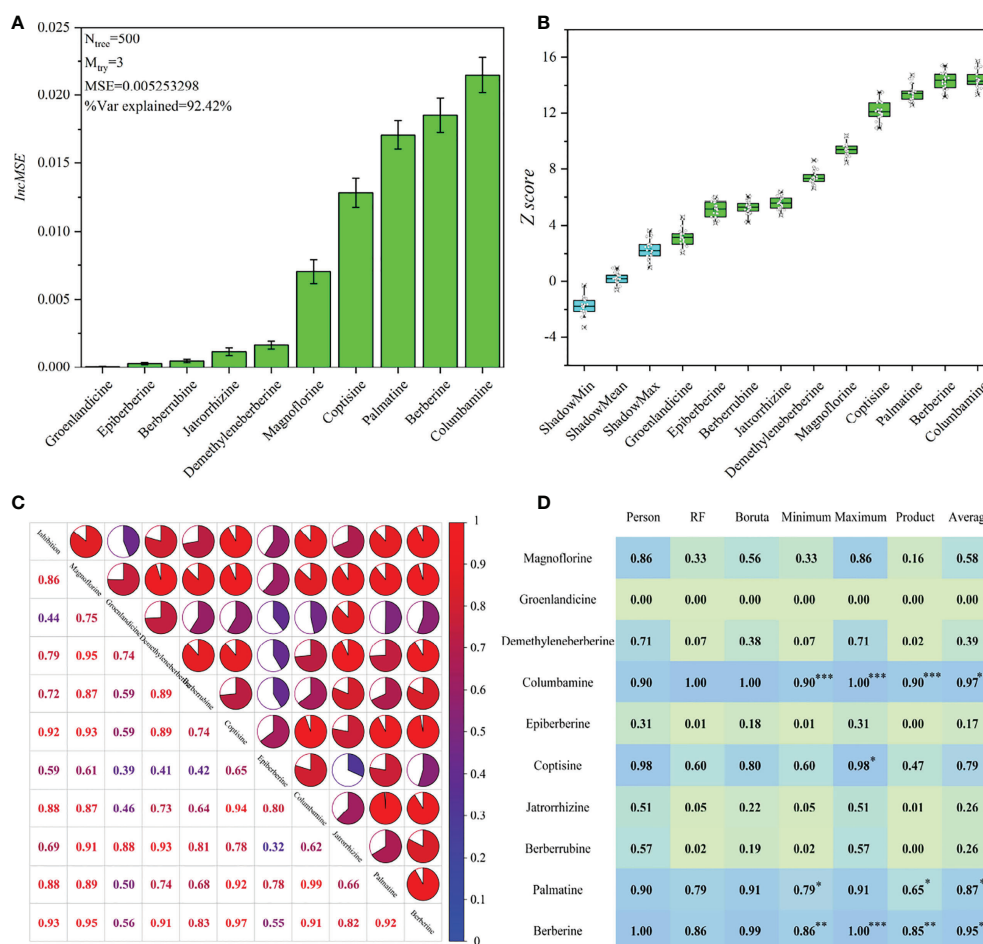 A
N_tree=500
M_try=3
MSE=0.005253298
%Var explained=92.42%
IncMSE
0.025
0.020
0.015
0.010
0.005
0.000
Groenlandicine
Epiberberine
Berberrubine
Jatrorrhizine
Demethyleneberberine
Magnoflorine
Coptisine
Palmatine
Berberine
Columbamine
B
Z score
16
12
8
4
0
-4
ShadowMin
ShadowMean
ShadowMax
Groenlandicine
Epiberberine
Berberrubine
Jatrorrhizine
Demethyleneberberine
Magnoflorine
Coptisine
Palmatine
Berberine
Columbamine
C
Inhibition
0.86 Magnoflorine
0.44 0.75 Groenlandicine
0.79 0.95 0.74 Demethyleneberberine
0.72 0.87 0.59 0.89 Berberrubine
0.92 0.93 0.59 0.89 0.74 Coptisine
0.59 0.61 0.39 0.41 0.42 0.65 Epiberberine
0.88 0.87 0.46 0.73 0.64 0.94 0.80 Columbamine
0.69 0.91 0.88 0.93 0.81 0.78 0.32 0.62 Jatrorrhizine
0.88 0.89 0.50 0.74 0.68 0.92 0.78 0.99 0.66 Palmatine
0.93 0.95 0.56 0.91 0.83 0.97 0.55 0.91 0.82 0.92 Berberine
1
0.9
0.8
0.7
0.6
0.5
0.4
0.3
0.2
0.1
0
D
Person RF Boruta Minimum Maximum Product Average
Magnoflorine 0.86 0.33 0.56 0.33 0.86 0.16 0.58
Groenlandicine 0.00 0.00 0.00 0.00 0.00 0.00 0.00
Demethyleneherberine 0.71 0.07 0.38 0.07 0.71 0.02 0.39
Columbamine 0.90 1.00 1.00 0.90*** 1.00*** 0.90*** 0.97*
Epiberberine 0.31 0.01 0.18 0.01 0.31 0.00 0.17
Coptisine 0.98 0.60 0.80 0.60 0.98* 0.47 0.79
Jatrorrhizine 0.51 0.05 0.22 0.05 0.51 0.01 0.26
Berberrubine 0.57 0.02 0.19 0.02 0.57 0.00 0.26
Palmatine 0.90 0.79 0.91 0.79* 0.91 0.65* 0.87*
Berberine 1.00 0.86 0.99 0.86** 1.00*** 0.85** 0.95*